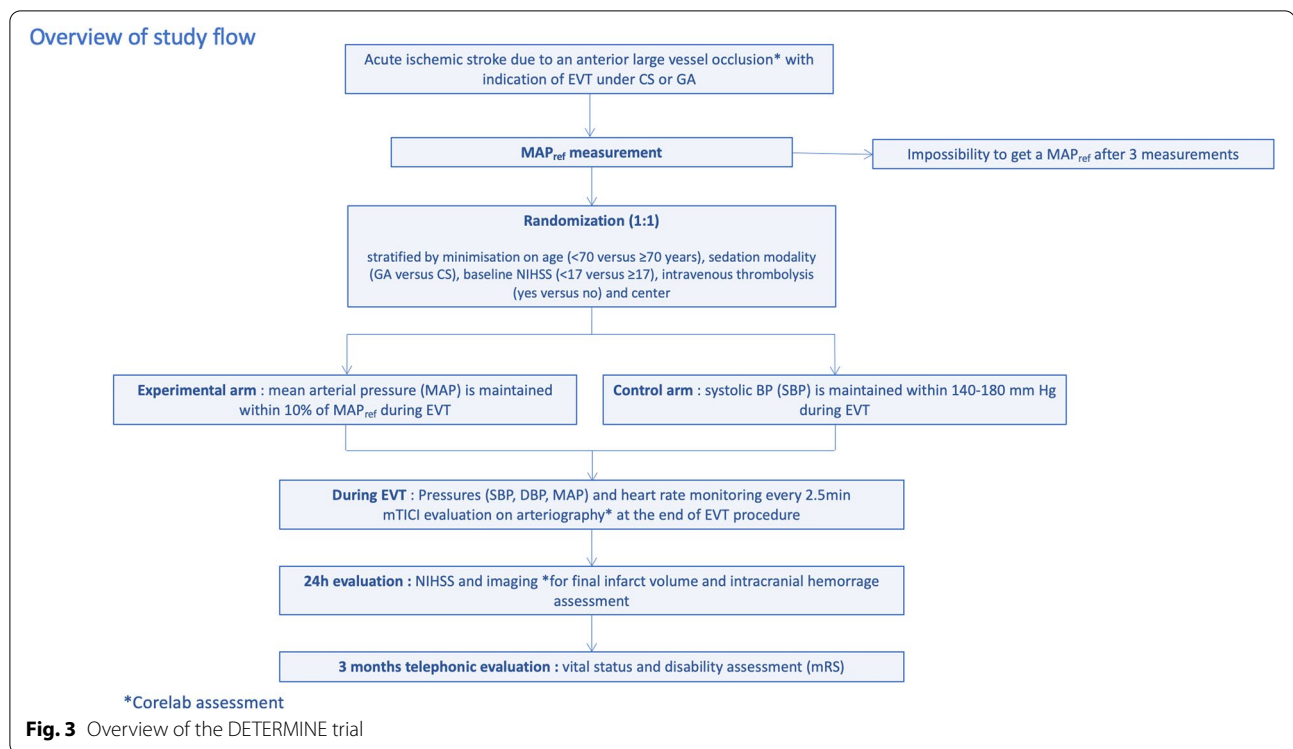 Overview of study flow
Acute ischemic stroke due to an anterior large vessel occlusion* with
indication of EVT under CS or GA
MAPref measurement
Impossibility to get a MAPref after 3 measurements
Randomization (1:1)
stratified by minimisation on age (<70 versus ≥70 years), sedation modality
(GA versus CS), baseline NIHSS (<17 versus ≥17), intravenous thrombolysis
(yes versus no) and center
Experimental arm : mean arterial pressure (MAP) is maintained
within 10% of MAPref during EVT
Control arm : systolic BP (SBP) is maintained within 140-180 mm Hg
during EVT
During EVT : Pressures (SBP, DBP, MAP) and heart rate monitoring every 2.5min
mTICI evaluation on arteriography* at the end of EVT procedure
24h evaluation : NIHSS and imaging *for final infarct volume and intracranial hemorrage
assessment
3 months telephonic evaluation : vital status and disability assessment (mRS)
*Corelab assessment
Fig. 3 Overview of the DETERMINE trial